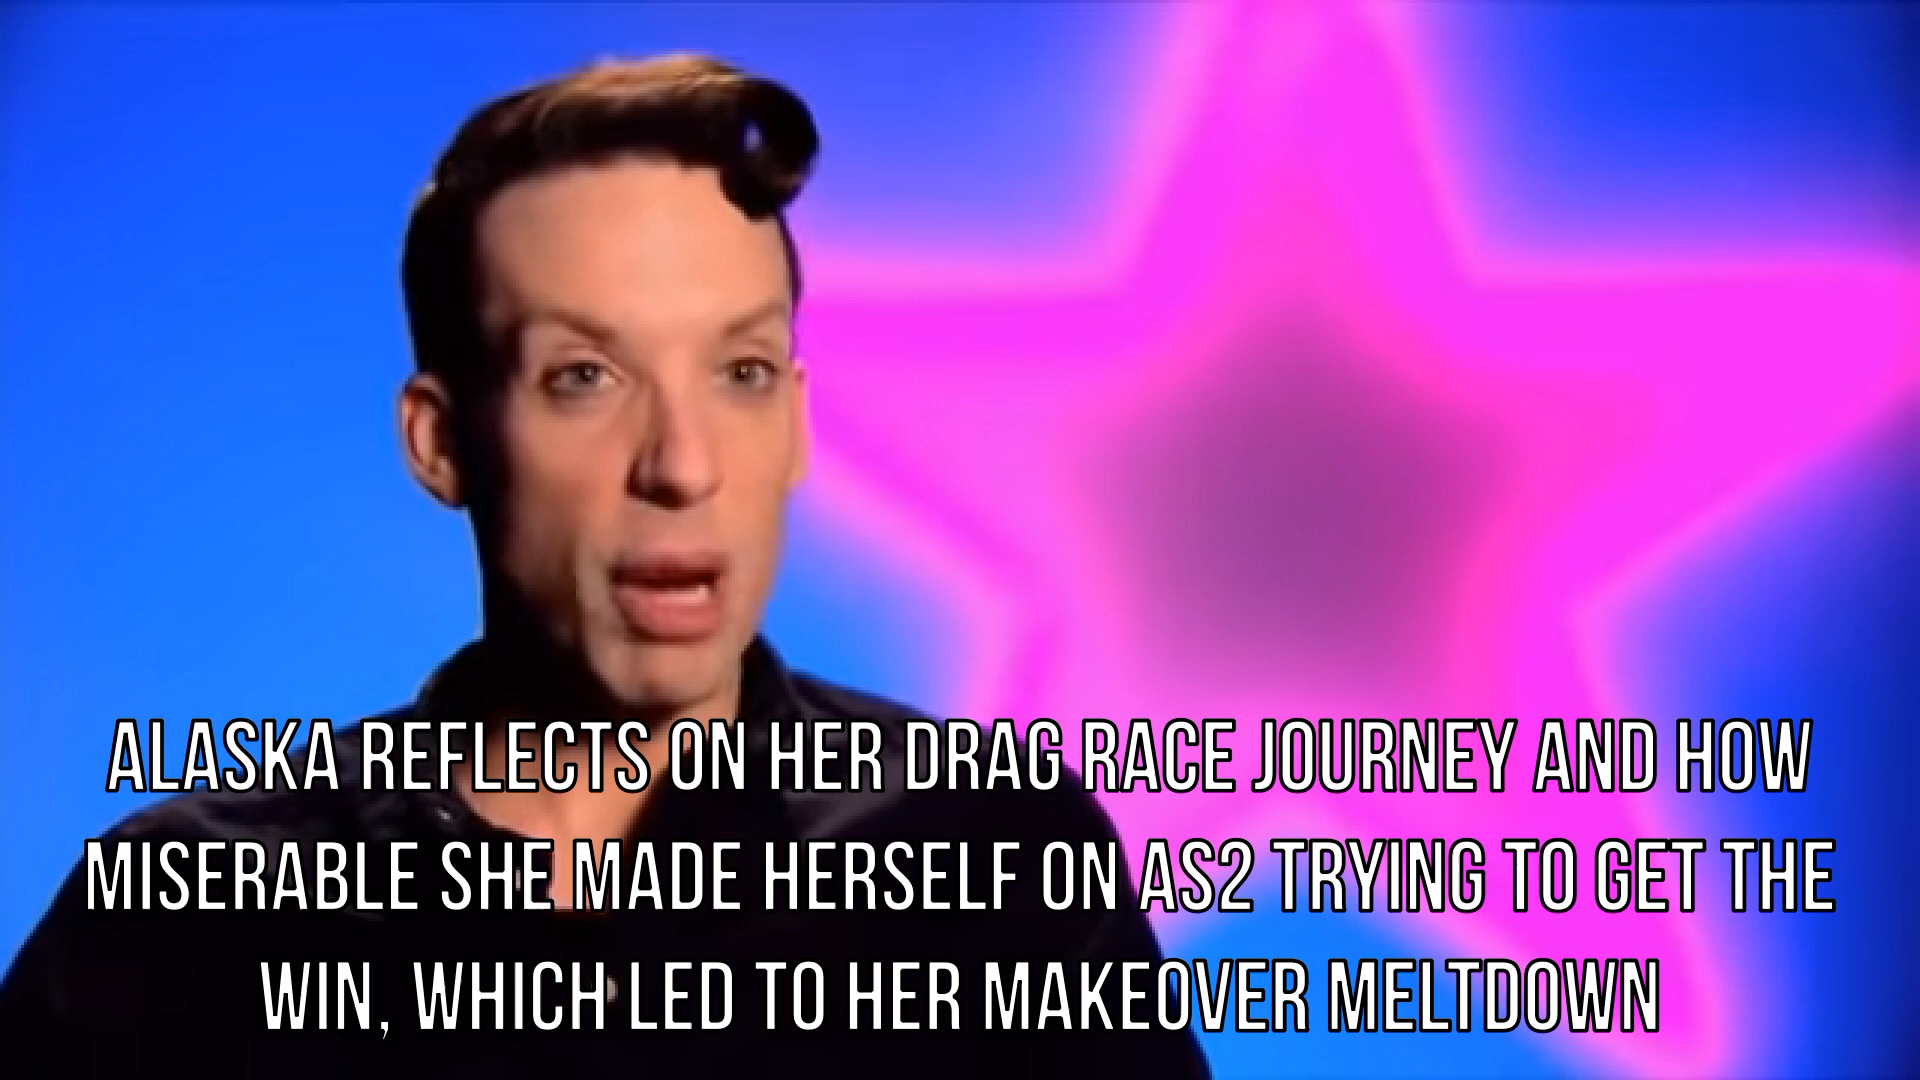 ALASKA REFLECTS ON HER DRAG RACE JOURNEY AND HOW
MISERABLE SHE MADE HERSELF ON AS2 TRYING TO GET THE
WIN, WHICH LED TO HER MAKEOVER MELTDOWN